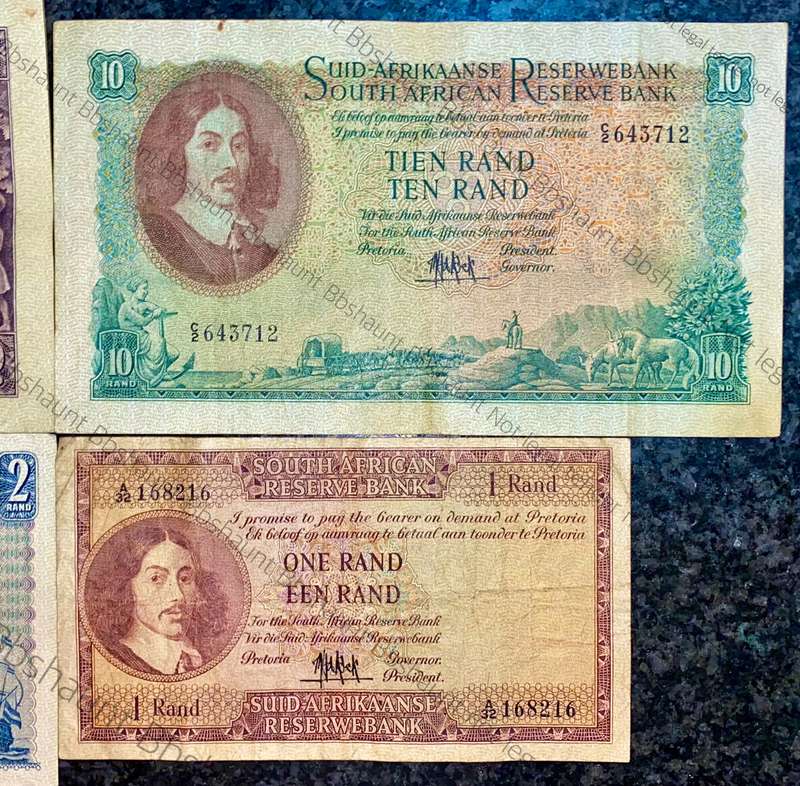 10
10
SUID-AFRIKAANSE RESERWEBANK
SOUTH AFRICAN RESERVE BANK
Ek beloof op aanvraag te betaal aan toonder te Pretoria
I promise to pay the bearer on demand at Pretoria
C/2 643712
TIEN RAND
TEN RAND
Vir die Suid-Afrikaanse Reserwebank
For the South African Reserve Bank
Pretoria President.
Governor.
C/2 643712
10
RAND
10
RAND
2
RAND
SOUTH AFRICAN
RESERVE BANK
A/32 168216
1 Rand
I promise to pay the bearer on demand at Pretoria
Ek beloof op aanvraag te betaal aan toonder te Pretoria
ONE RAND
EEN RAND
For the South African Reserve Bank
Vir die Suid-Afrikaanse Reserwebank
Pretoria Governor.
President.
1 Rand
SUID-AFRIKAANSE
RESERWEBANK
A/32 168216
Bbshaunt Bbshaunt Bbshaunt Not legal